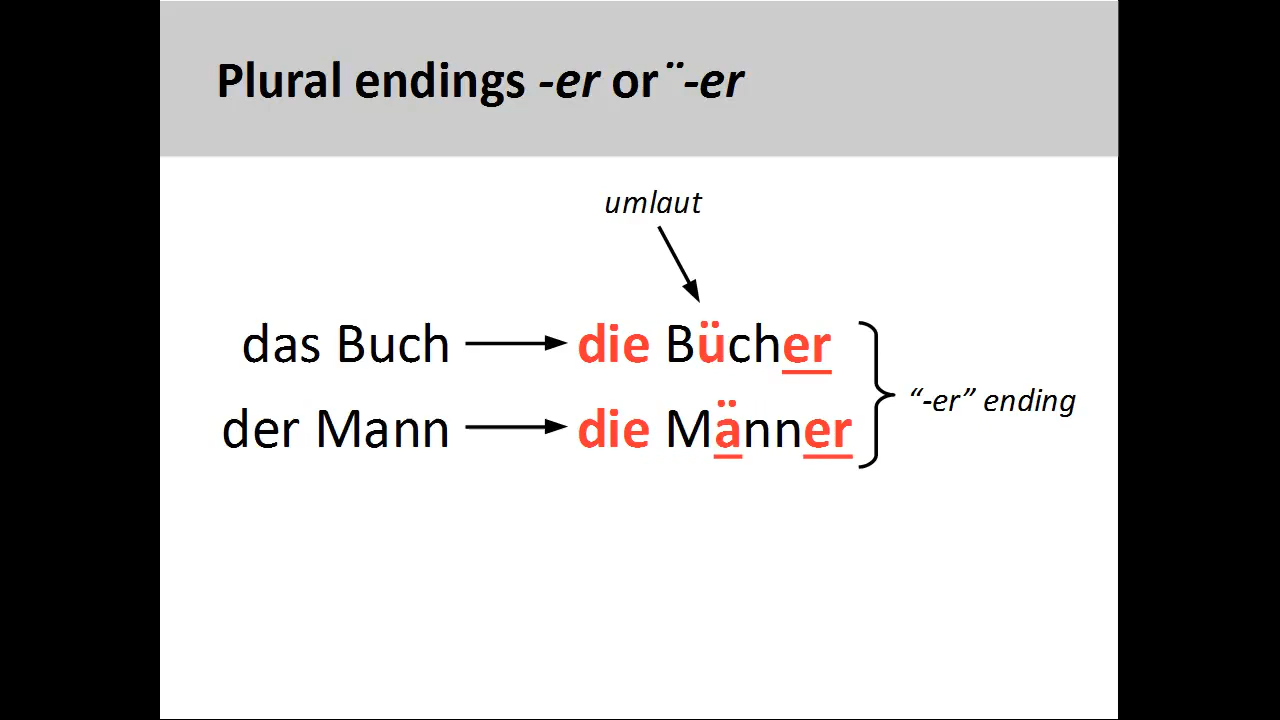 Plural endings -er or ¨-er
umlaut
das Buch die Bücher
der Mann die Männer
“-er” ending